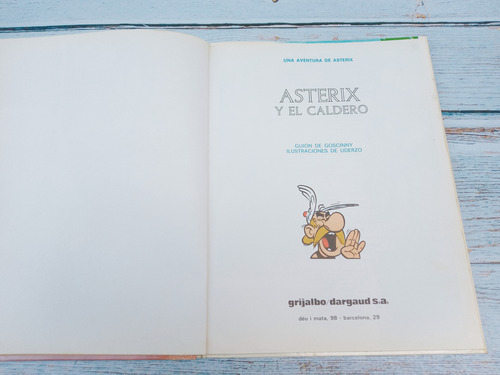 UNA AVENTURA DE ASTERIX
ASTERIX
Y EL CALDERO
GUION DE GOSCINNY
ILUSTRACIONES DE UDERZO
grijalbo/dargaud s.a.
déu i mata, 98 - barcelona, 29